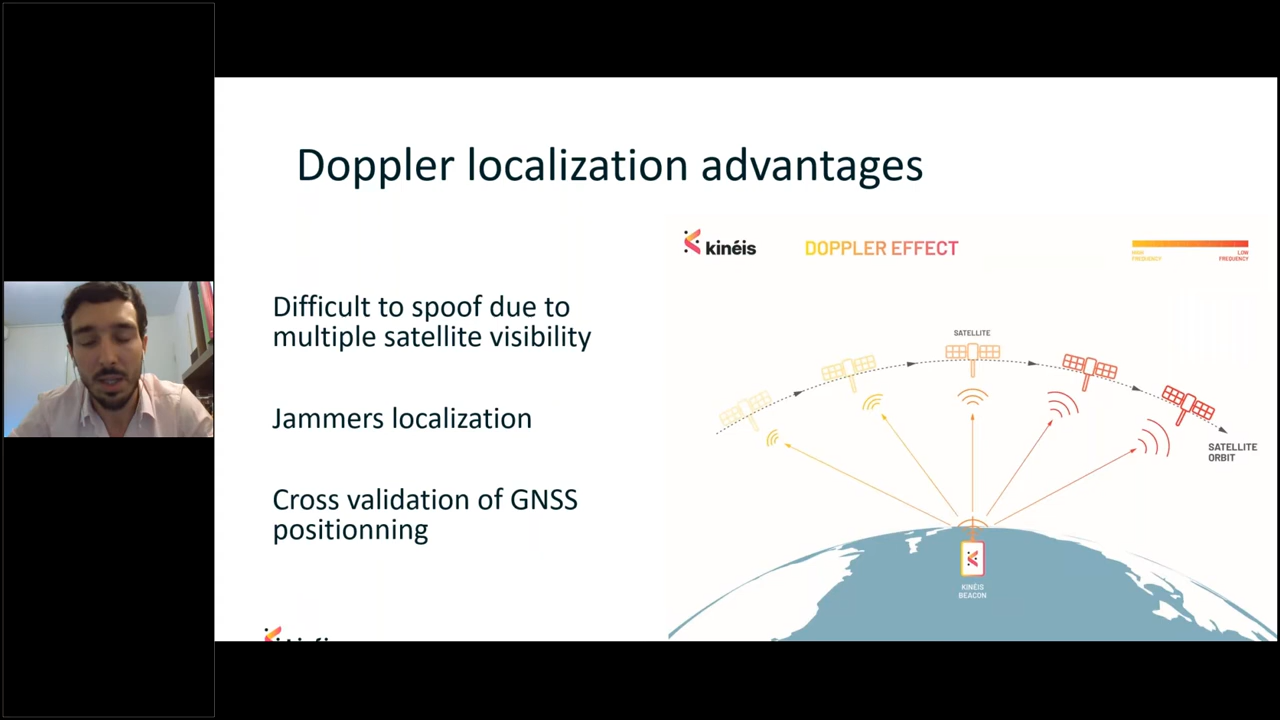 Doppler localization advantages
kinéis
DOPPLER EFFECT
HIGH
FREQUENCY
LOW
FREQUENCY
Difficult to spoof due to
multiple satellite visibility
Jammers localization
Cross validation of GNSS
positionning
SATELLITE
SATELLITE
ORBIT
KINÉIS
BEACON